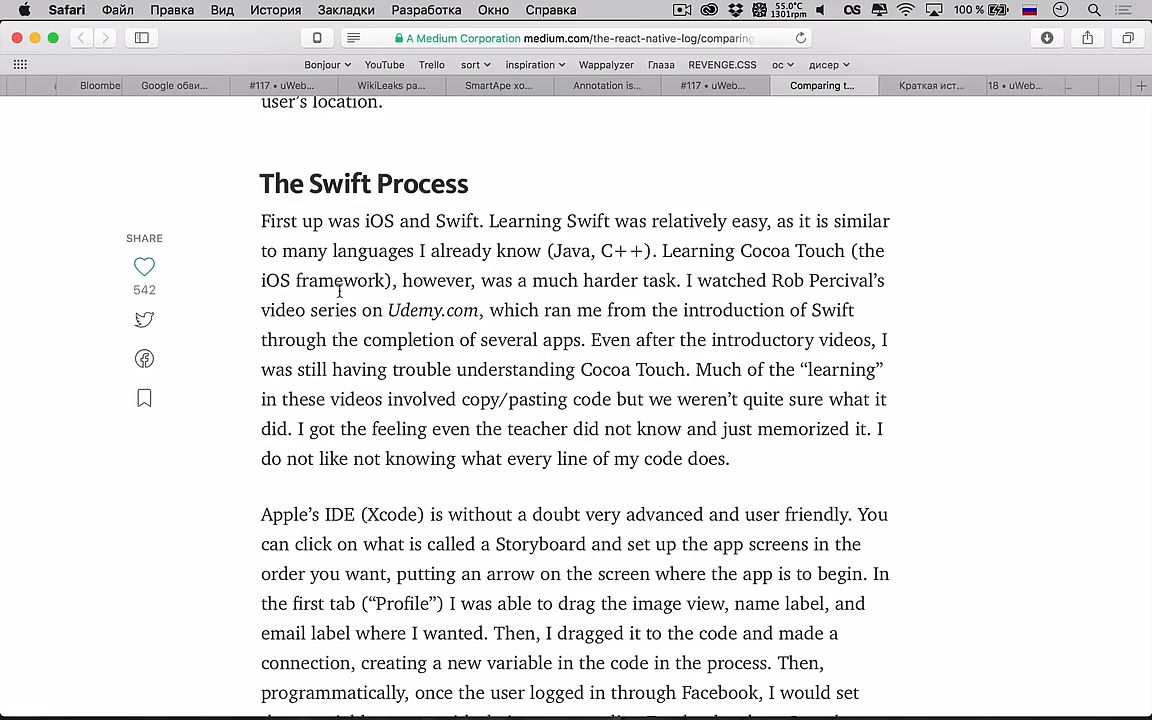 Safari Файл Правка Вид История Закладки Разработка Окно Справка 55.0°C 1301rpm 100 %
A Medium Corporation medium.com/the-react-native-log/comparing
Bonjour YouTube Trello sort inspiration Wappalyzer Глаза REVENGE.CSS ос дисер
Bloombe Google обви... #117 • uWeb... WikiLeaks ра... SmartApe хо... Annotation is... #117 • uWeb... Comparing t... Краткая ист... 18 • uWeb... ...
user’s location.
The Swift Process
First up was iOS and Swift. Learning Swift was relatively easy, as it is similar
to many languages I already know (Java, C++). Learning Cocoa Touch (the
iOS framework), however, was a much harder task. I watched Rob Percival’s
video series on Udemy.com, which ran me from the introduction of Swift
through the completion of several apps. Even after the introductory videos, I
was still having trouble understanding Cocoa Touch. Much of the “learning”
in these videos involved copy/pasting code but we weren’t quite sure what it
did. I got the feeling even the teacher did not know and just memorized it. I
do not like not knowing what every line of my code does.
SHARE
542
Apple’s IDE (Xcode) is without a doubt very advanced and user friendly. You
can click on what is called a Storyboard and set up the app screens in the
order you want, putting an arrow on the screen where the app is to begin. In
the first tab (“Profile”) I was able to drag the image view, name label, and
email label where I wanted. Then, I dragged it to the code and made a
connection, creating a new variable in the code in the process. Then,
programmatically, once the user logged in through Facebook, I would set